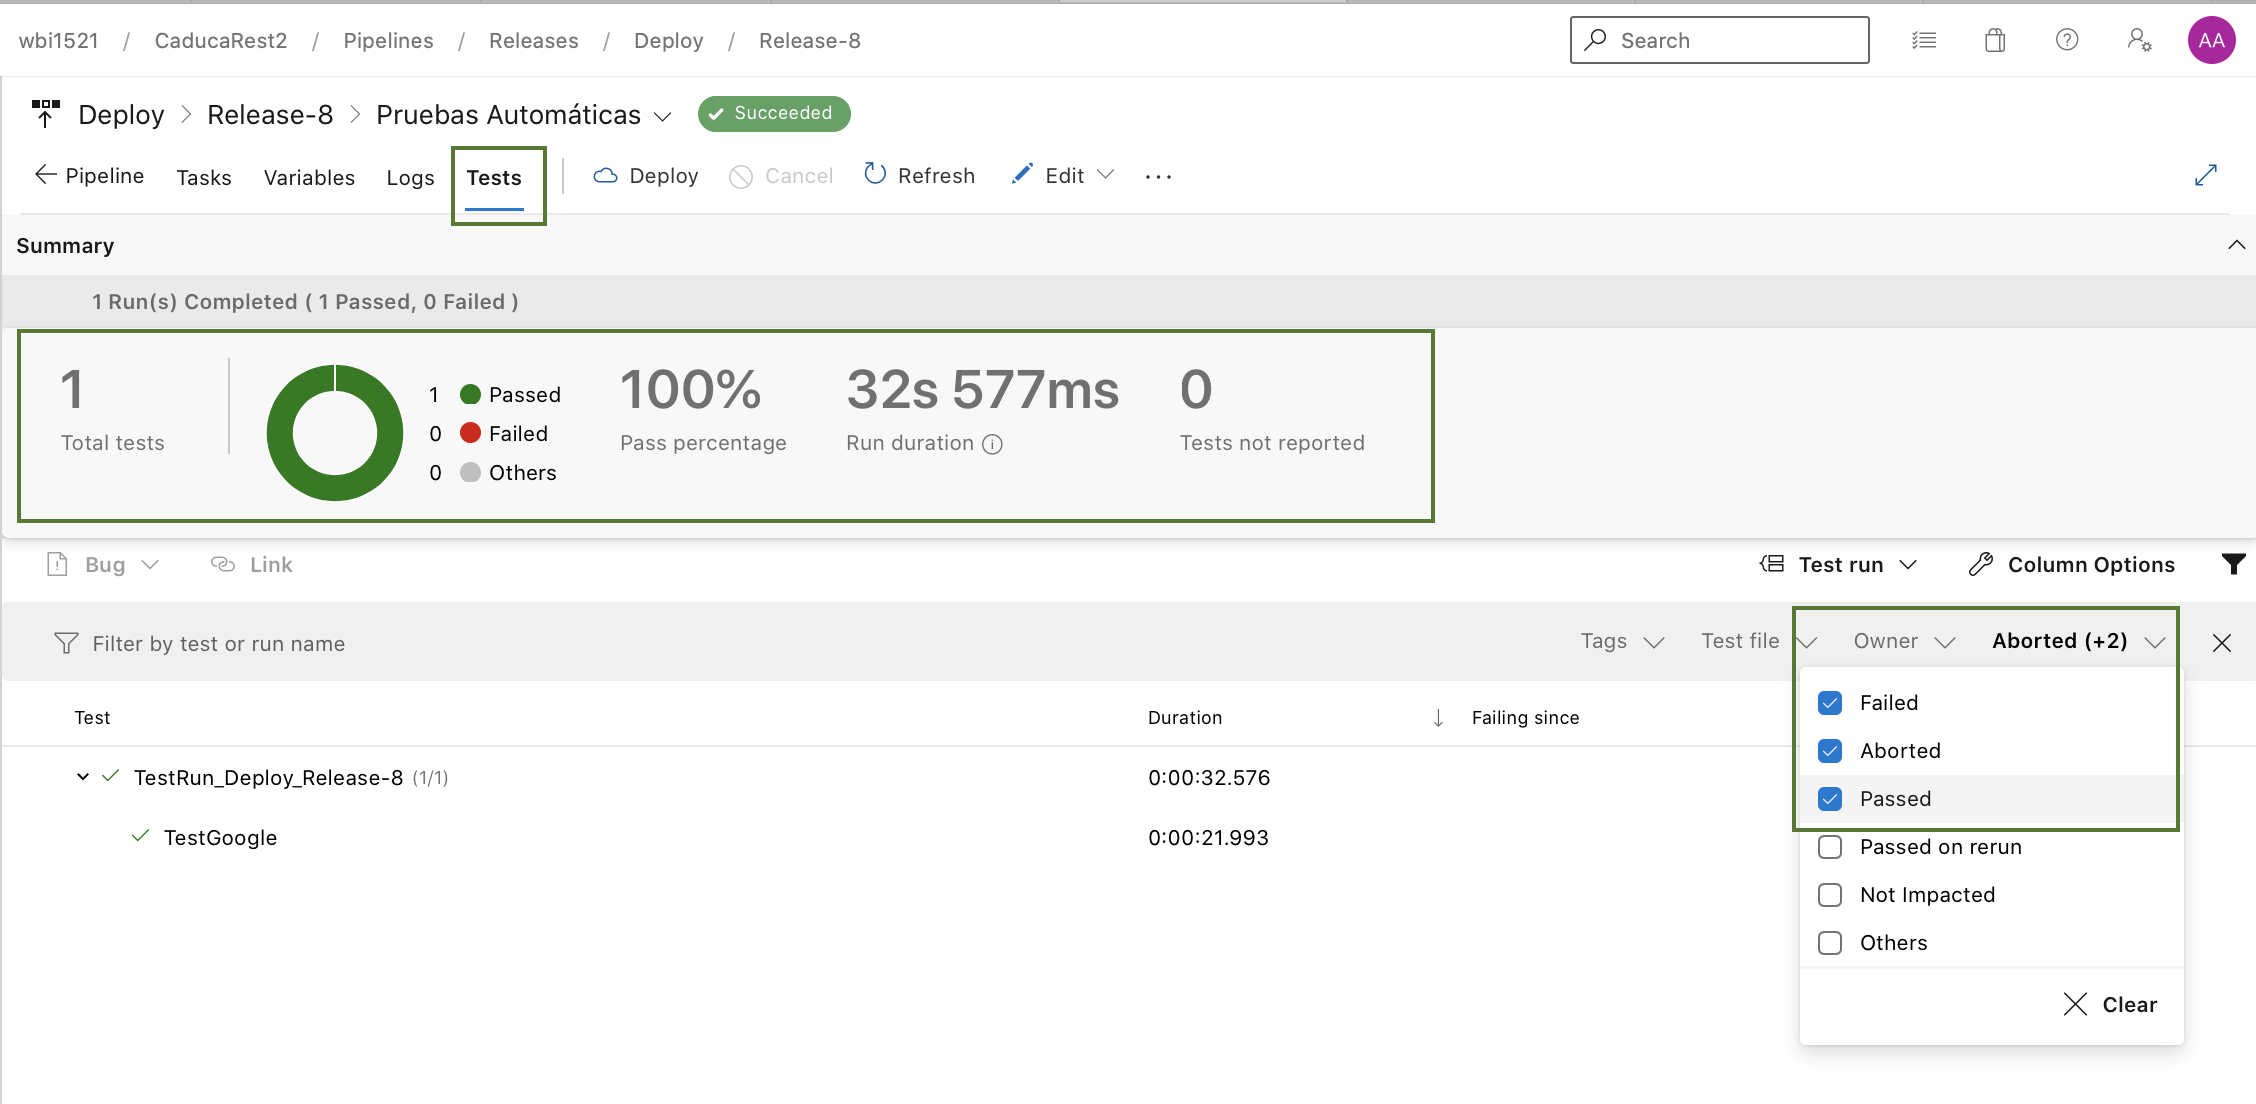 wbi1521 / CaducaRest2 / Pipelines / Releases / Deploy / Release-8
Search
AA
Deploy > Release-8 > Pruebas Automáticas
Succeeded
Pipeline Tasks Variables Logs Tests Deploy Cancel Refresh Edit ...
Summary
1 Run(s) Completed ( 1 Passed, 0 Failed )
1
Total tests
1 Passed
0 Failed
0 Others
100%
Pass percentage
32s 577ms
Run duration
0
Tests not reported
Bug Link Test run Column Options
Filter by test or run name Tags Test file Owner Aborted (+2)
Test Duration Failing since
TestRun_Deploy_Release-8 (1/1) 0:00:32.576
TestGoogle 0:00:21.993
Failed
Aborted
Passed
Passed on rerun
Not Impacted
Others
Clear